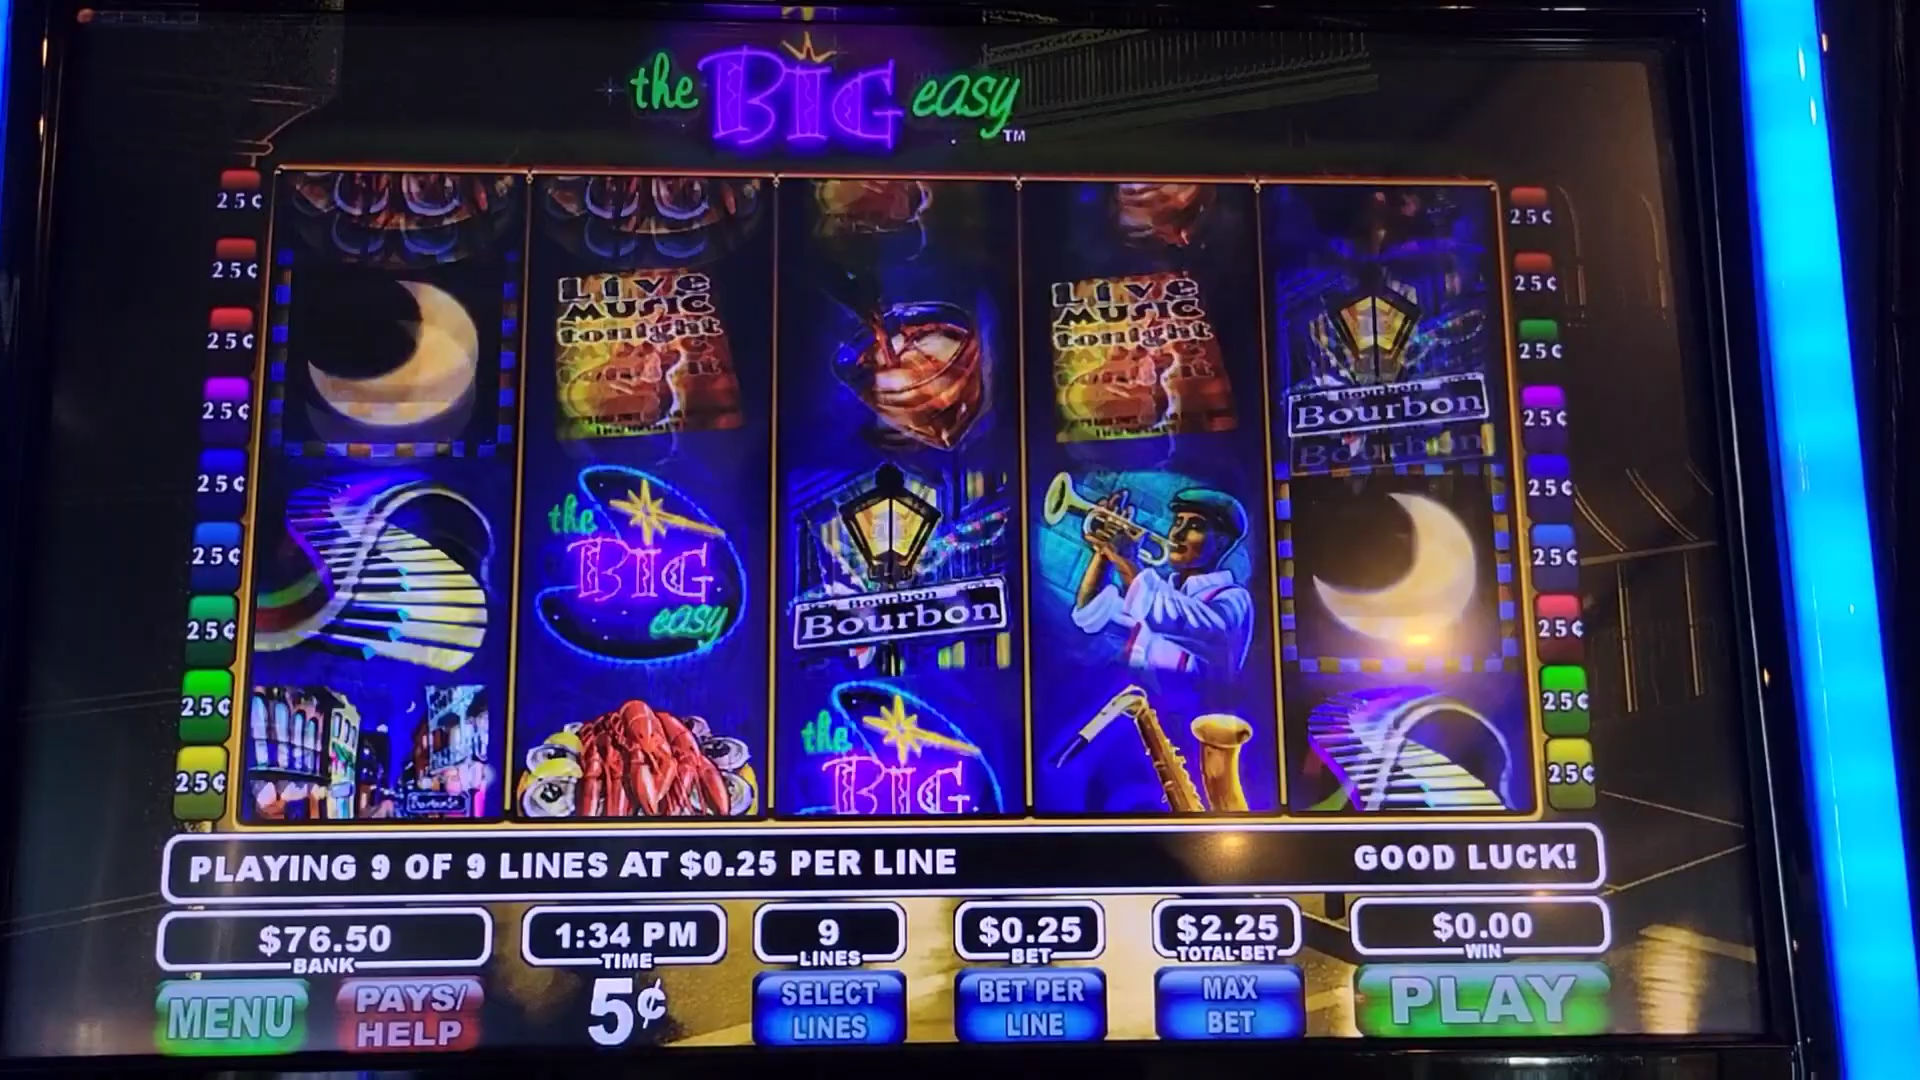 the BIG easy™
25¢ 25¢
25¢ 25¢
25¢ 25¢
25¢ 25¢
25¢ 25¢
25¢ 25¢
25¢ 25¢
25¢ 25¢
25¢ 25¢
Live
MUSIC
tonight
Live
MUSIC
tonight
Bourbon
Bourbon
the
BIG
easy
Bourbon
Bourbon
the
BIG
PLAYING 9 OF 9 LINES AT $0.25 PER LINE GOOD LUCK!
$76.50 1:34 PM 9 $0.25 $2.25 $0.00
BANK TIME LINES BET TOTAL BET WIN
MENU PAYS/ HELP 5¢ SELECT LINES BET PER LINE MAX BET PLAY